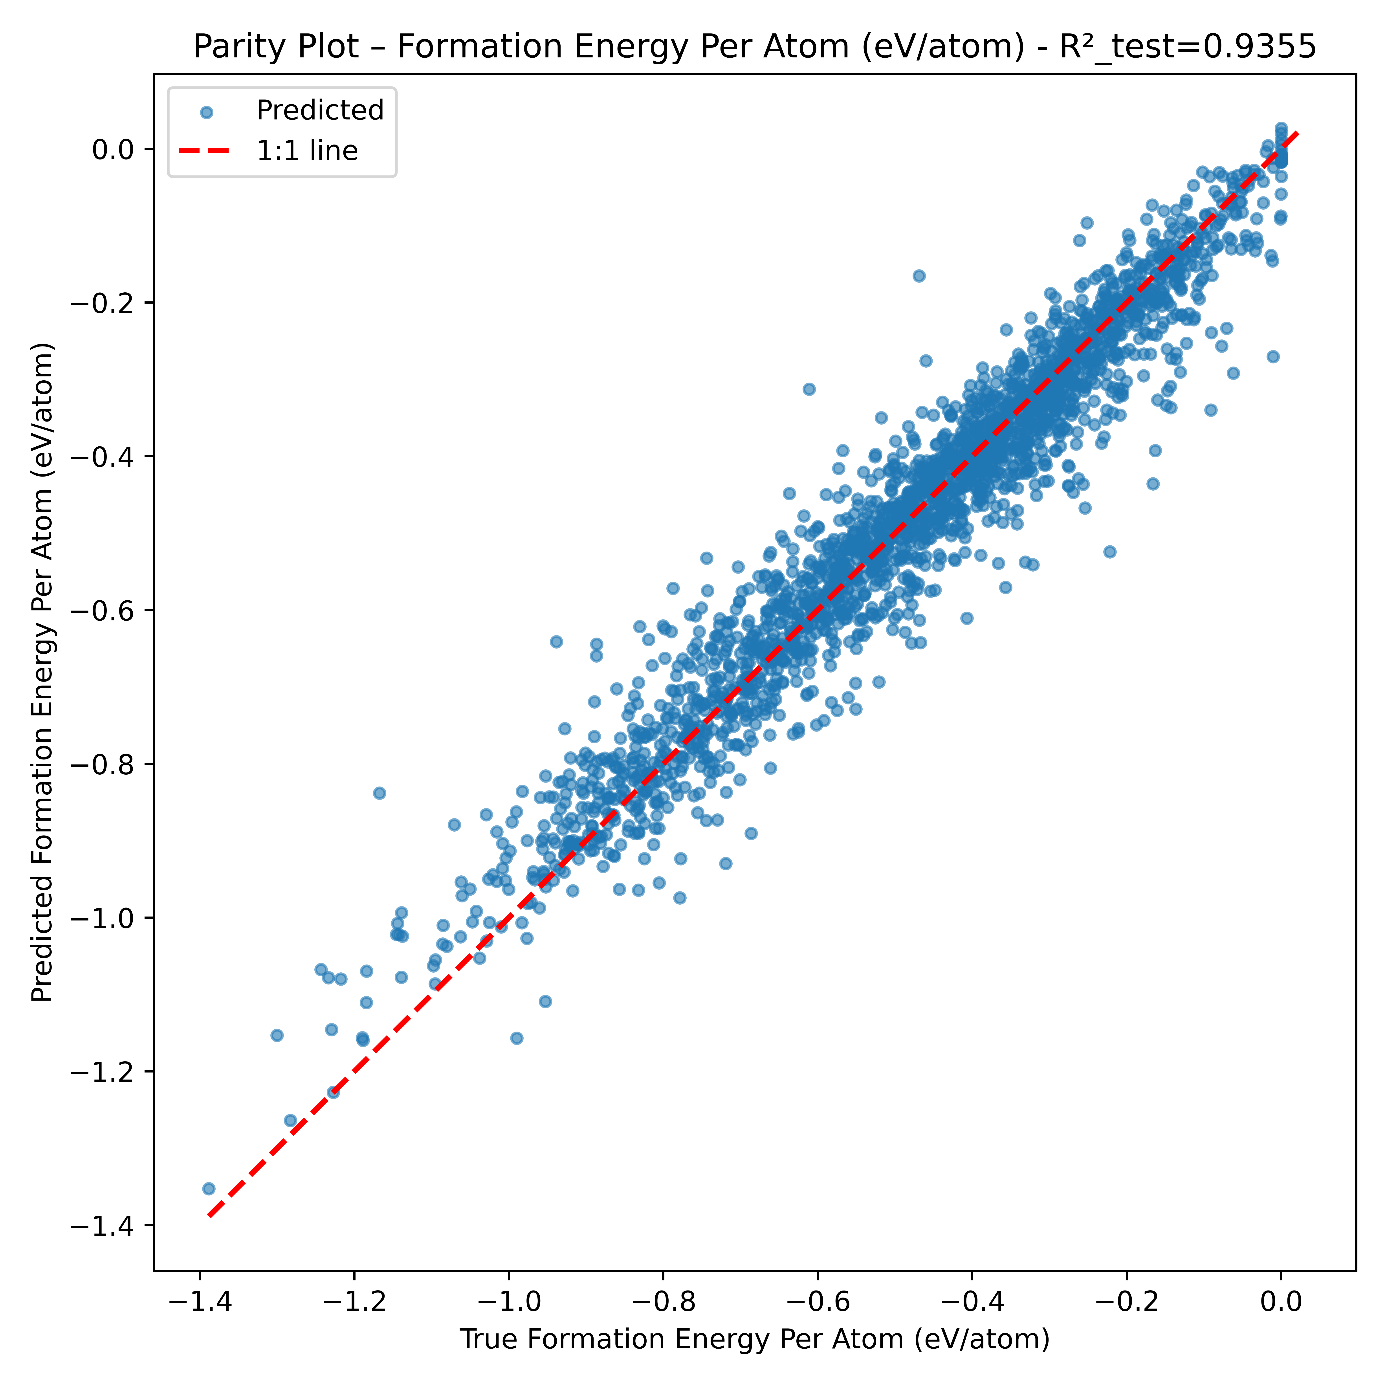 Parity Plot – Formation Energy Per Atom (eV/atom) - R²_test=0.9355
Predicted
1:1 line
Predicted Formation Energy Per Atom (eV/atom)
0.0
−0.2
−0.4
−0.6
−0.8
−1.0
−1.2
−1.4
−1.4 −1.2 −1.0 −0.8 −0.6 −0.4 −0.2 0.0
True Formation Energy Per Atom (eV/atom)